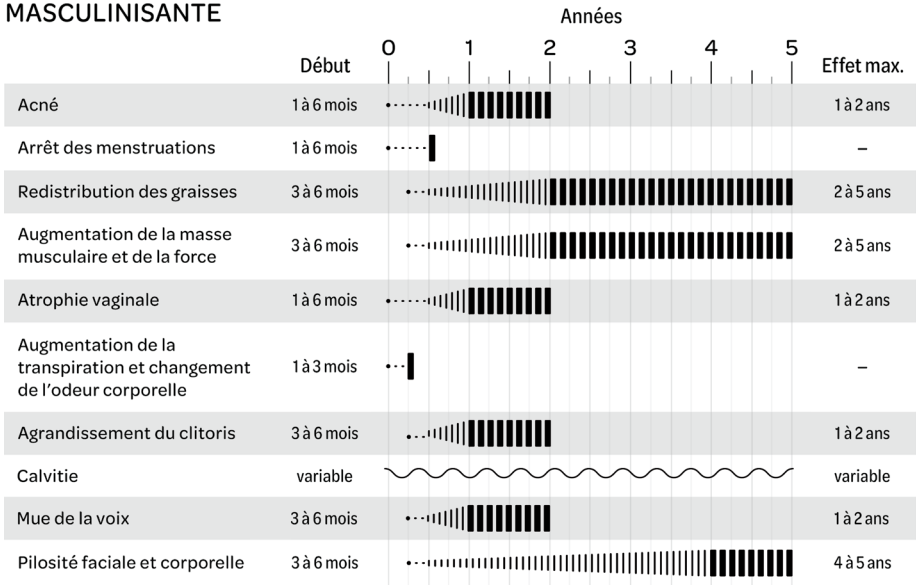 MASCULINISANTE
Années
Début 0 1 2 3 4 5 Effet max.
Acné 1 à 6 mois 1 à 2 ans
Arrêt des menstruations 1 à 6 mois –
Redistribution des graisses 3 à 6 mois 2 à 5 ans
Augmentation de la masse
musculaire et de la force 3 à 6 mois 2 à 5 ans
Atrophie vaginale 1 à 6 mois 1 à 2 ans
Augmentation de la
transpiration et changement 1 à 3 mois –
de l'odeur corporelle
Agrandissement du clitoris 3 à 6 mois 1 à 2 ans
Calvitie variable variable
Mue de la voix 3 à 6 mois 1 à 2 ans
Pilosité faciale et corporelle 3 à 6 mois 4 à 5 ans